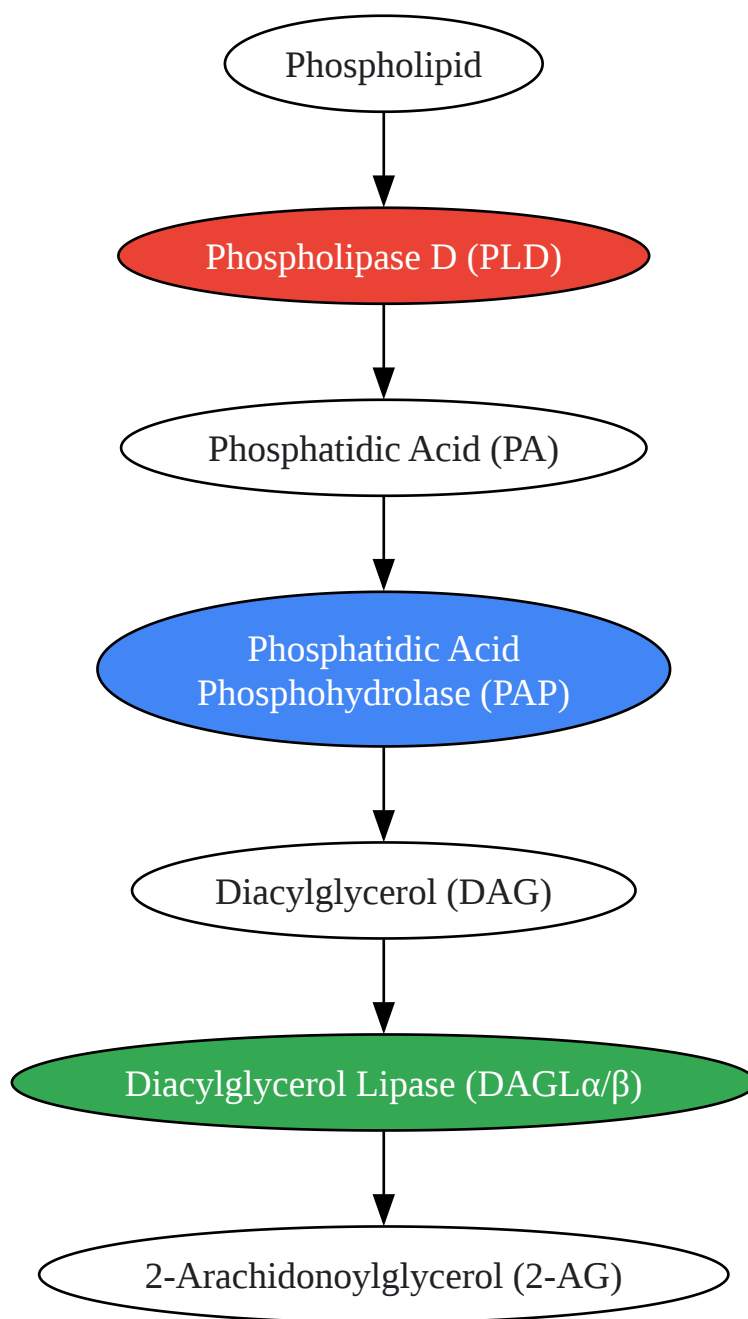 Phospholipid
Phospholipase D (PLD)
Phosphatidic Acid (PA)
Phosphatidic Acid
Phosphohydrolase (PAP)
Diacylglycerol (DAG)
Diacylglycerol Lipase (DAGLα/β)
2-Arachidonoylglycerol (2-AG)